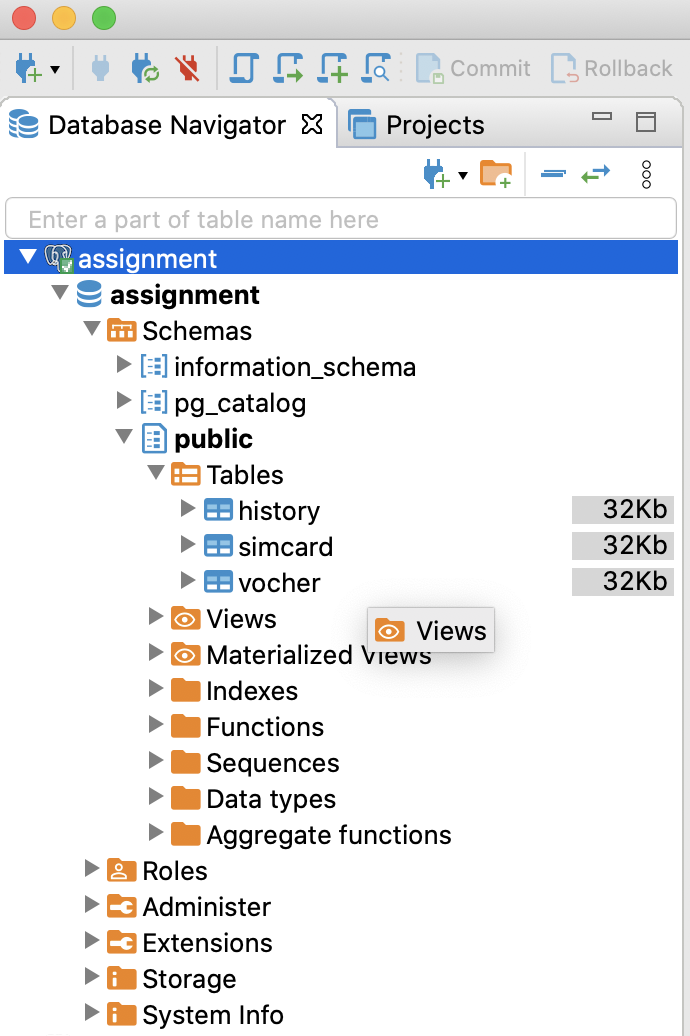 Commit Rollback
Database Navigator Projects
Enter a part of table name here
assignment
assignment
Schemas
information_schema
pg_catalog
public
Tables
history 32Kb
simcard 32Kb
vocher 32Kb
Views
Views
Materialized Views
Indexes
Functions
Sequences
Data types
Aggregate functions
Roles
Administer
Extensions
Storage
System Info